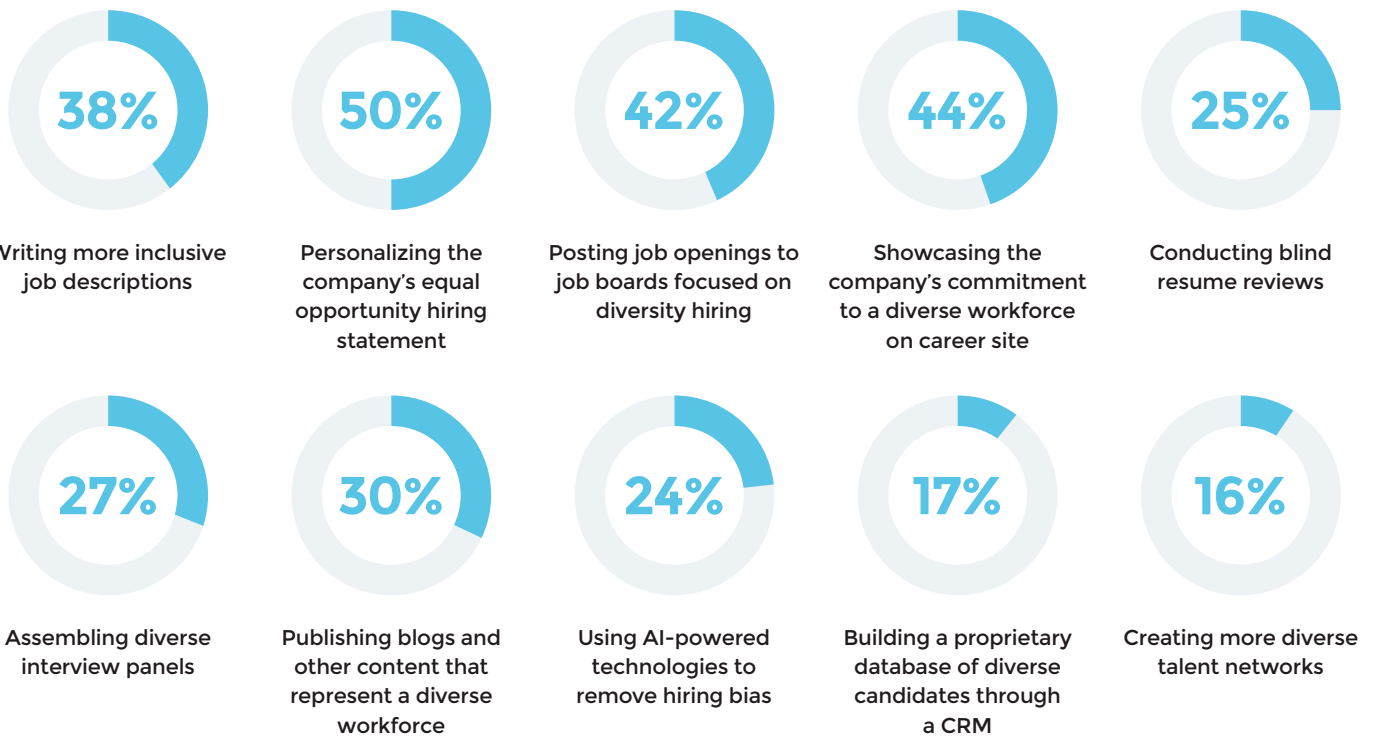 38%
Writing more inclusive
job descriptions
50%
Personalizing the
company's equal
opportunity hiring
statement
42%
Posting job openings to
job boards focused on
diversity hiring
44%
Showcasing the
company's commitment
to a diverse workforce
on career site
25%
Conducting blind
resume reviews
27%
Assembling diverse
interview panels
30%
Publishing blogs and
other content that
represent a diverse
workforce
24%
Using AI-powered
technologies to
remove hiring bias
17%
Building a proprietary
database of diverse
candidates through
a CRM
16%
Creating more diverse
talent networks